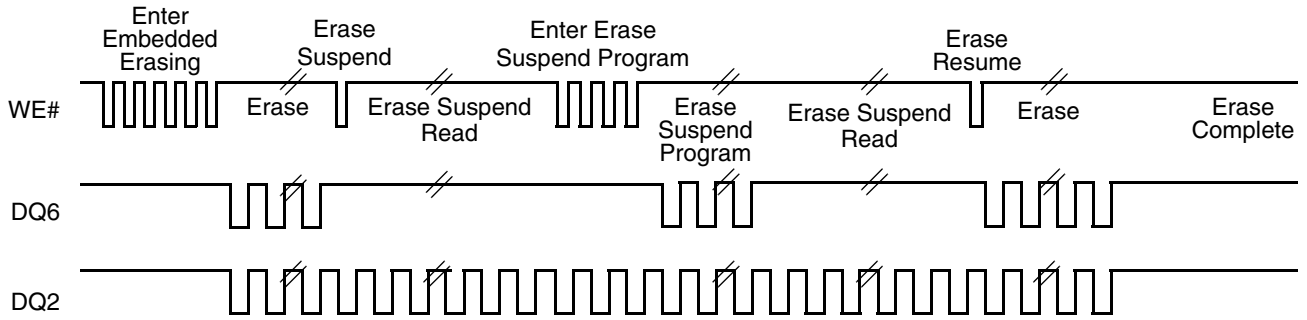 Enter
Embedded
Erasing
Erase
Suspend
Enter Erase
Suspend Program
Erase
Resume
WE#
Erase
Erase Suspend
Read
Erase
Suspend
Program
Erase Suspend
Read
Erase
Erase
Complete
DQ6
DQ2